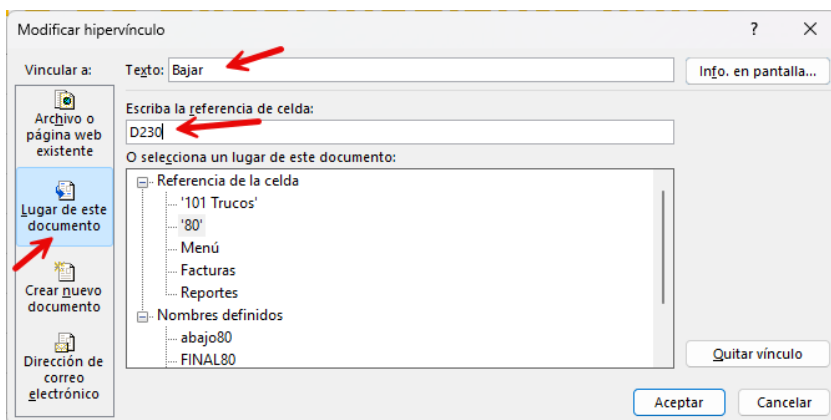 Modificar hipervínculo
? ×
Vincular a:
Texto: Bajar
Info. en pantalla...
Archivo o
página web
existente
Escriba la referencia de celda:
D230
O selecciona un lugar de este documento:
Lugar de este
documento
Referencia de la celda
'101 Trucos'
'80'
Menú
Facturas
Reportes
Nombres definidos
abajo80
FINAL80
Crear nuevo
documento
Dirección de
correo
electrónico
Quitar vínculo
Aceptar
Cancelar